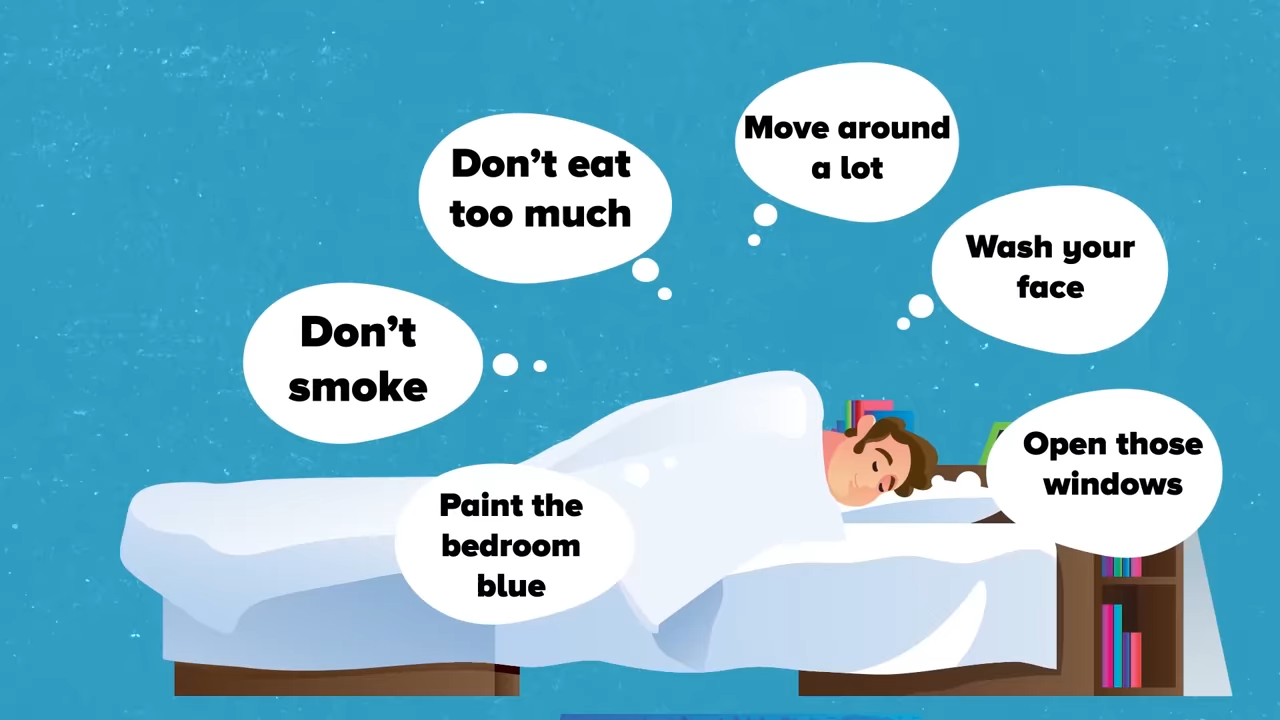 Move around
a lot
Don't eat
too much
Wash your
face
Don't
smoke
Open those
windows
Paint the
bedroom
blue